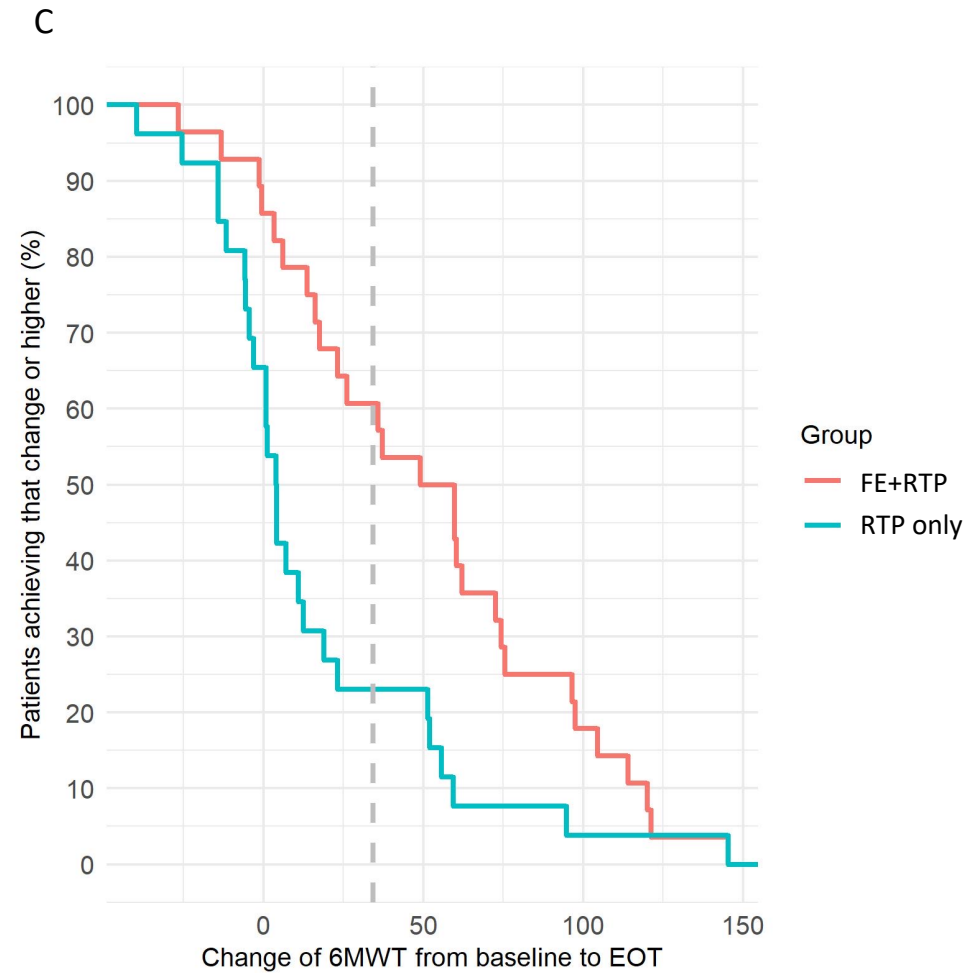 C
Patients achieving that change or higher (%)
100
90
80
70
60
50
40
30
20
10
0
0 50 100 150
Change of 6MWT from baseline to EOT
Group
FE+RTP
RTP only